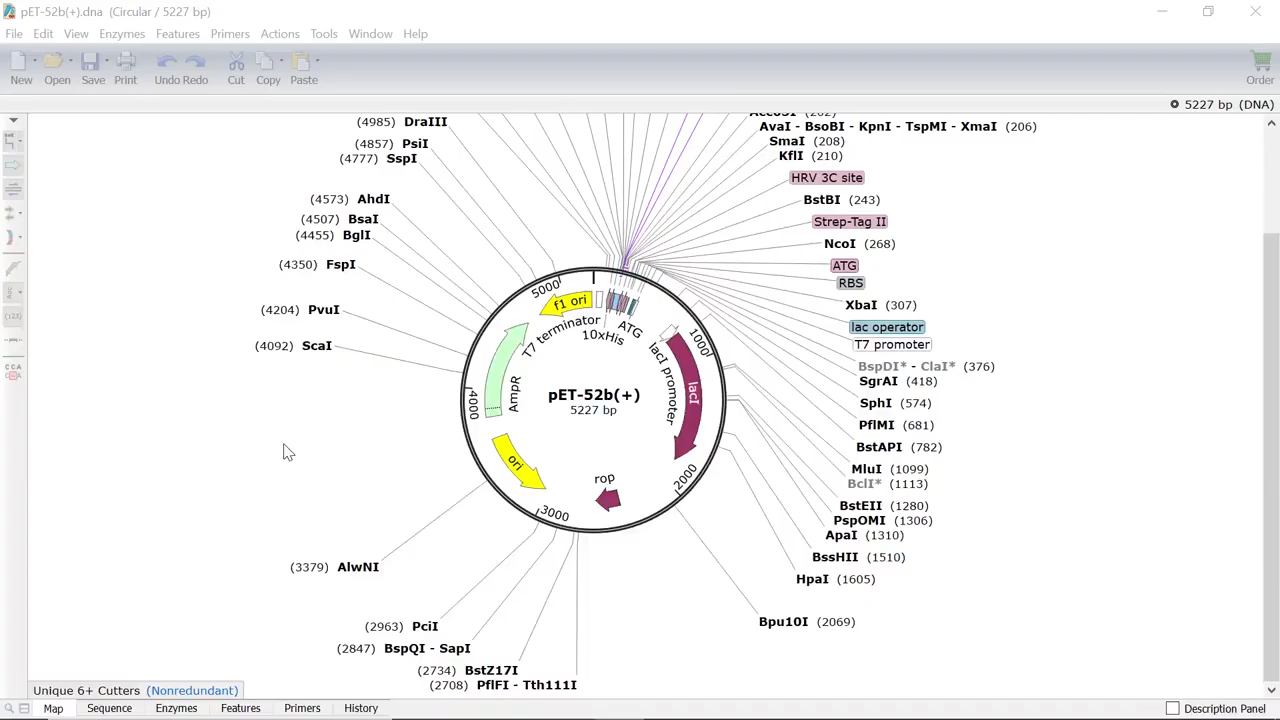 pET-52b(+).dna (Circular / 5227 bp)
File Edit View Enzymes Features Primers Actions Tools Window Help
New Open Save Print Undo Redo Cut Copy Paste Order
5227 bp (DNA)
(4985) DraIII
(4857) PsiI
(4777) SspI
(4573) AhdI
(4507) BsaI
(4455) BglI
(4350) FspI
(4204) PvuI
(4092) ScaI
(3379) AlwNI
(2963) PciI
(2847) BspQI - SapI
(2734) BstZ17I
(2708) PflFI - Tth111I
Acc65I (202)
AvaI - BsoBI - KpnI - TspMI - XmaI (206)
SmaI (208)
KflI (210)
HRV 3C site
BstBI (243)
Strep-Tag II
NcoI (268)
ATG
RBS
XbaI (307)
lac operator
T7 promoter
BspDI* - ClaI* (376)
SgrAI (418)
SphI (574)
PflMI (681)
BstAPI (782)
MluI (1099)
BclI* (1113)
BstEII (1280)
PspOMI (1306)
ApaI (1310)
BssHII (1510)
HpaI (1605)
Bpu10I (2069)
5000
f1 ori
T7 terminator
10xHis
ATG
1000
lacI promoter
lacI
AmpR
4000
pET-52b(+)
5227 bp
ori
rop
2000
3000
Unique 6+ Cutters (Nonredundant)
Map Sequence Enzymes Features Primers History Description Panel